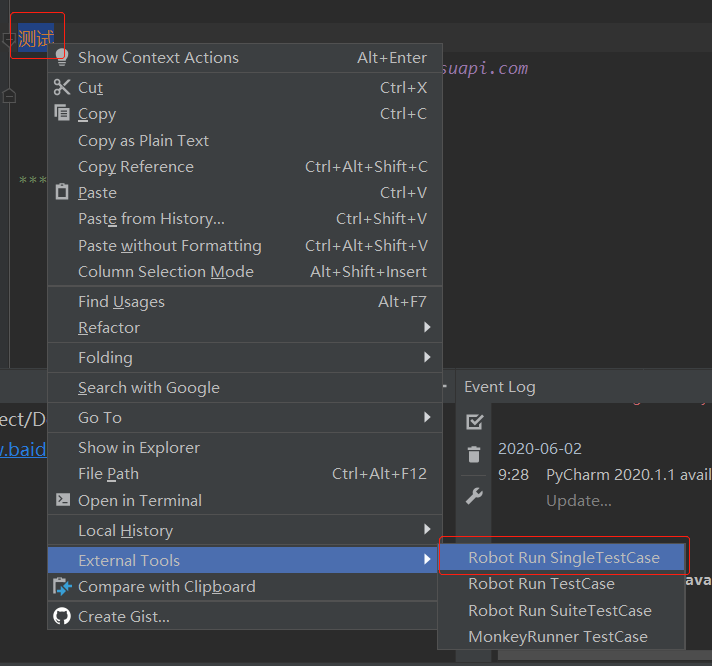 测试
Show Context Actions Alt+Enter
suapi.com
Cut Ctrl+X
Copy Ctrl+C
Copy as Plain Text
Copy Reference Ctrl+Alt+Shift+C
***
Paste Ctrl+V
Paste from History... Ctrl+Shift+V
Paste without Formatting Ctrl+Alt+Shift+V
Column Selection Mode Alt+Shift+Insert
Find Usages Alt+F7
Refactor
Folding
Search with Google
Event Log
ect/D
Go To
w.baid
Show in Explorer
2020-06-02
File Path Ctrl+Alt+F12
9:28 PyCharm 2020.1.1 avail
Open in Terminal
Update...
Local History
External Tools
Robot Run SingleTestCase
Compare with Clipboard
Robot Run TestCase
ava
Create Gist...
Robot Run SuiteTestCase
MonkeyRunner TestCase